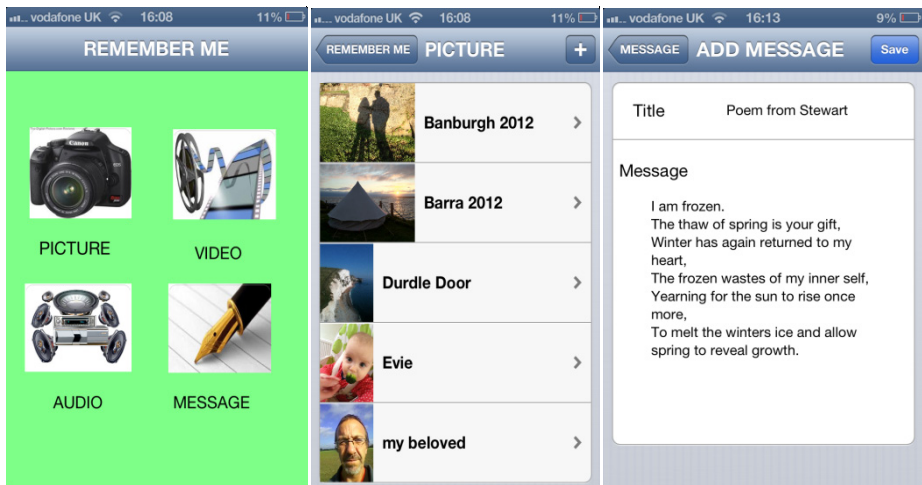 vodafone UK 16:08 11%
REMEMBER ME
Canon
PICTURE
VIDEO
AUDIO
MESSAGE
vodafone UK 16:08 11%
REMEMBER ME PICTURE +
Banburgh 2012
Barra 2012
Durdle Door
Evie
my beloved
vodafone UK 16:13 9%
MESSAGE ADD MESSAGE Save
Title Poem from Stewart
Message
I am frozen.
The thaw of spring is your gift,
Winter has again returned to my
heart,
The frozen wastes of my inner self,
Yearning for the sun to rise once
more,
To melt the winters ice and allow
spring to reveal growth.